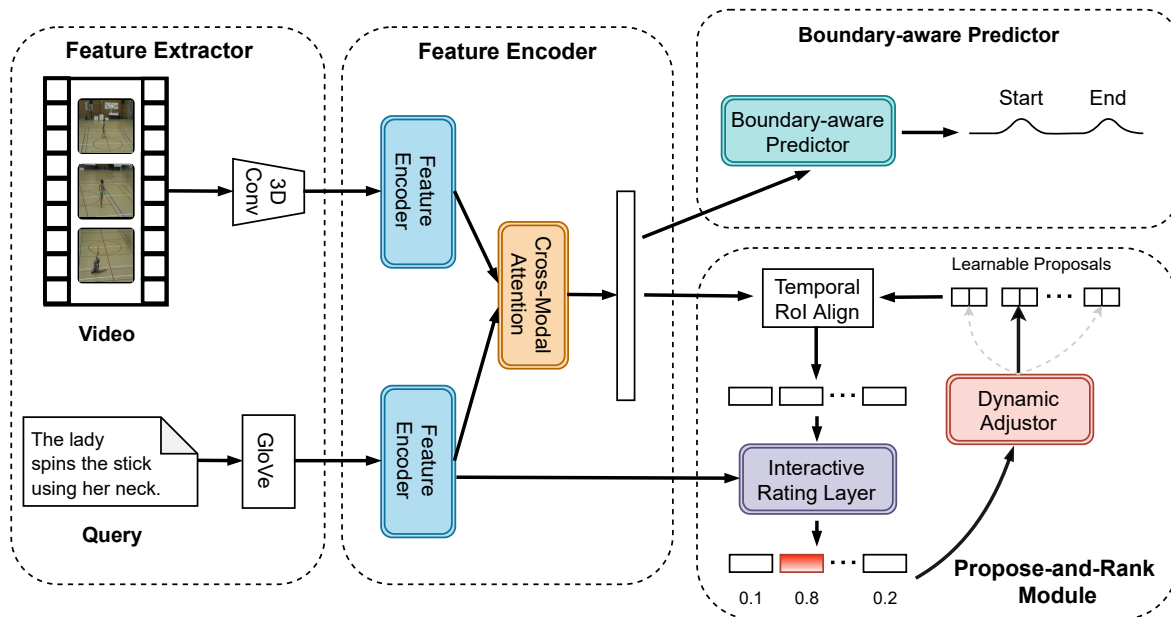 Feature Extractor
Video
3D
Conv
The lady
spins the stick
using her neck.
Query
GloVe
Feature Encoder
Feature
Encoder
Feature
Encoder
Cross-Modal
Attention
Boundary-aware Predictor
Boundary-aware
Predictor
Start
End
Temporal
RoI Align
Learnable Proposals
...
...
Interactive
Rating Layer
...
0.1
0.8
0.2
Dynamic
Adjustor
Propose-and-Rank
Module